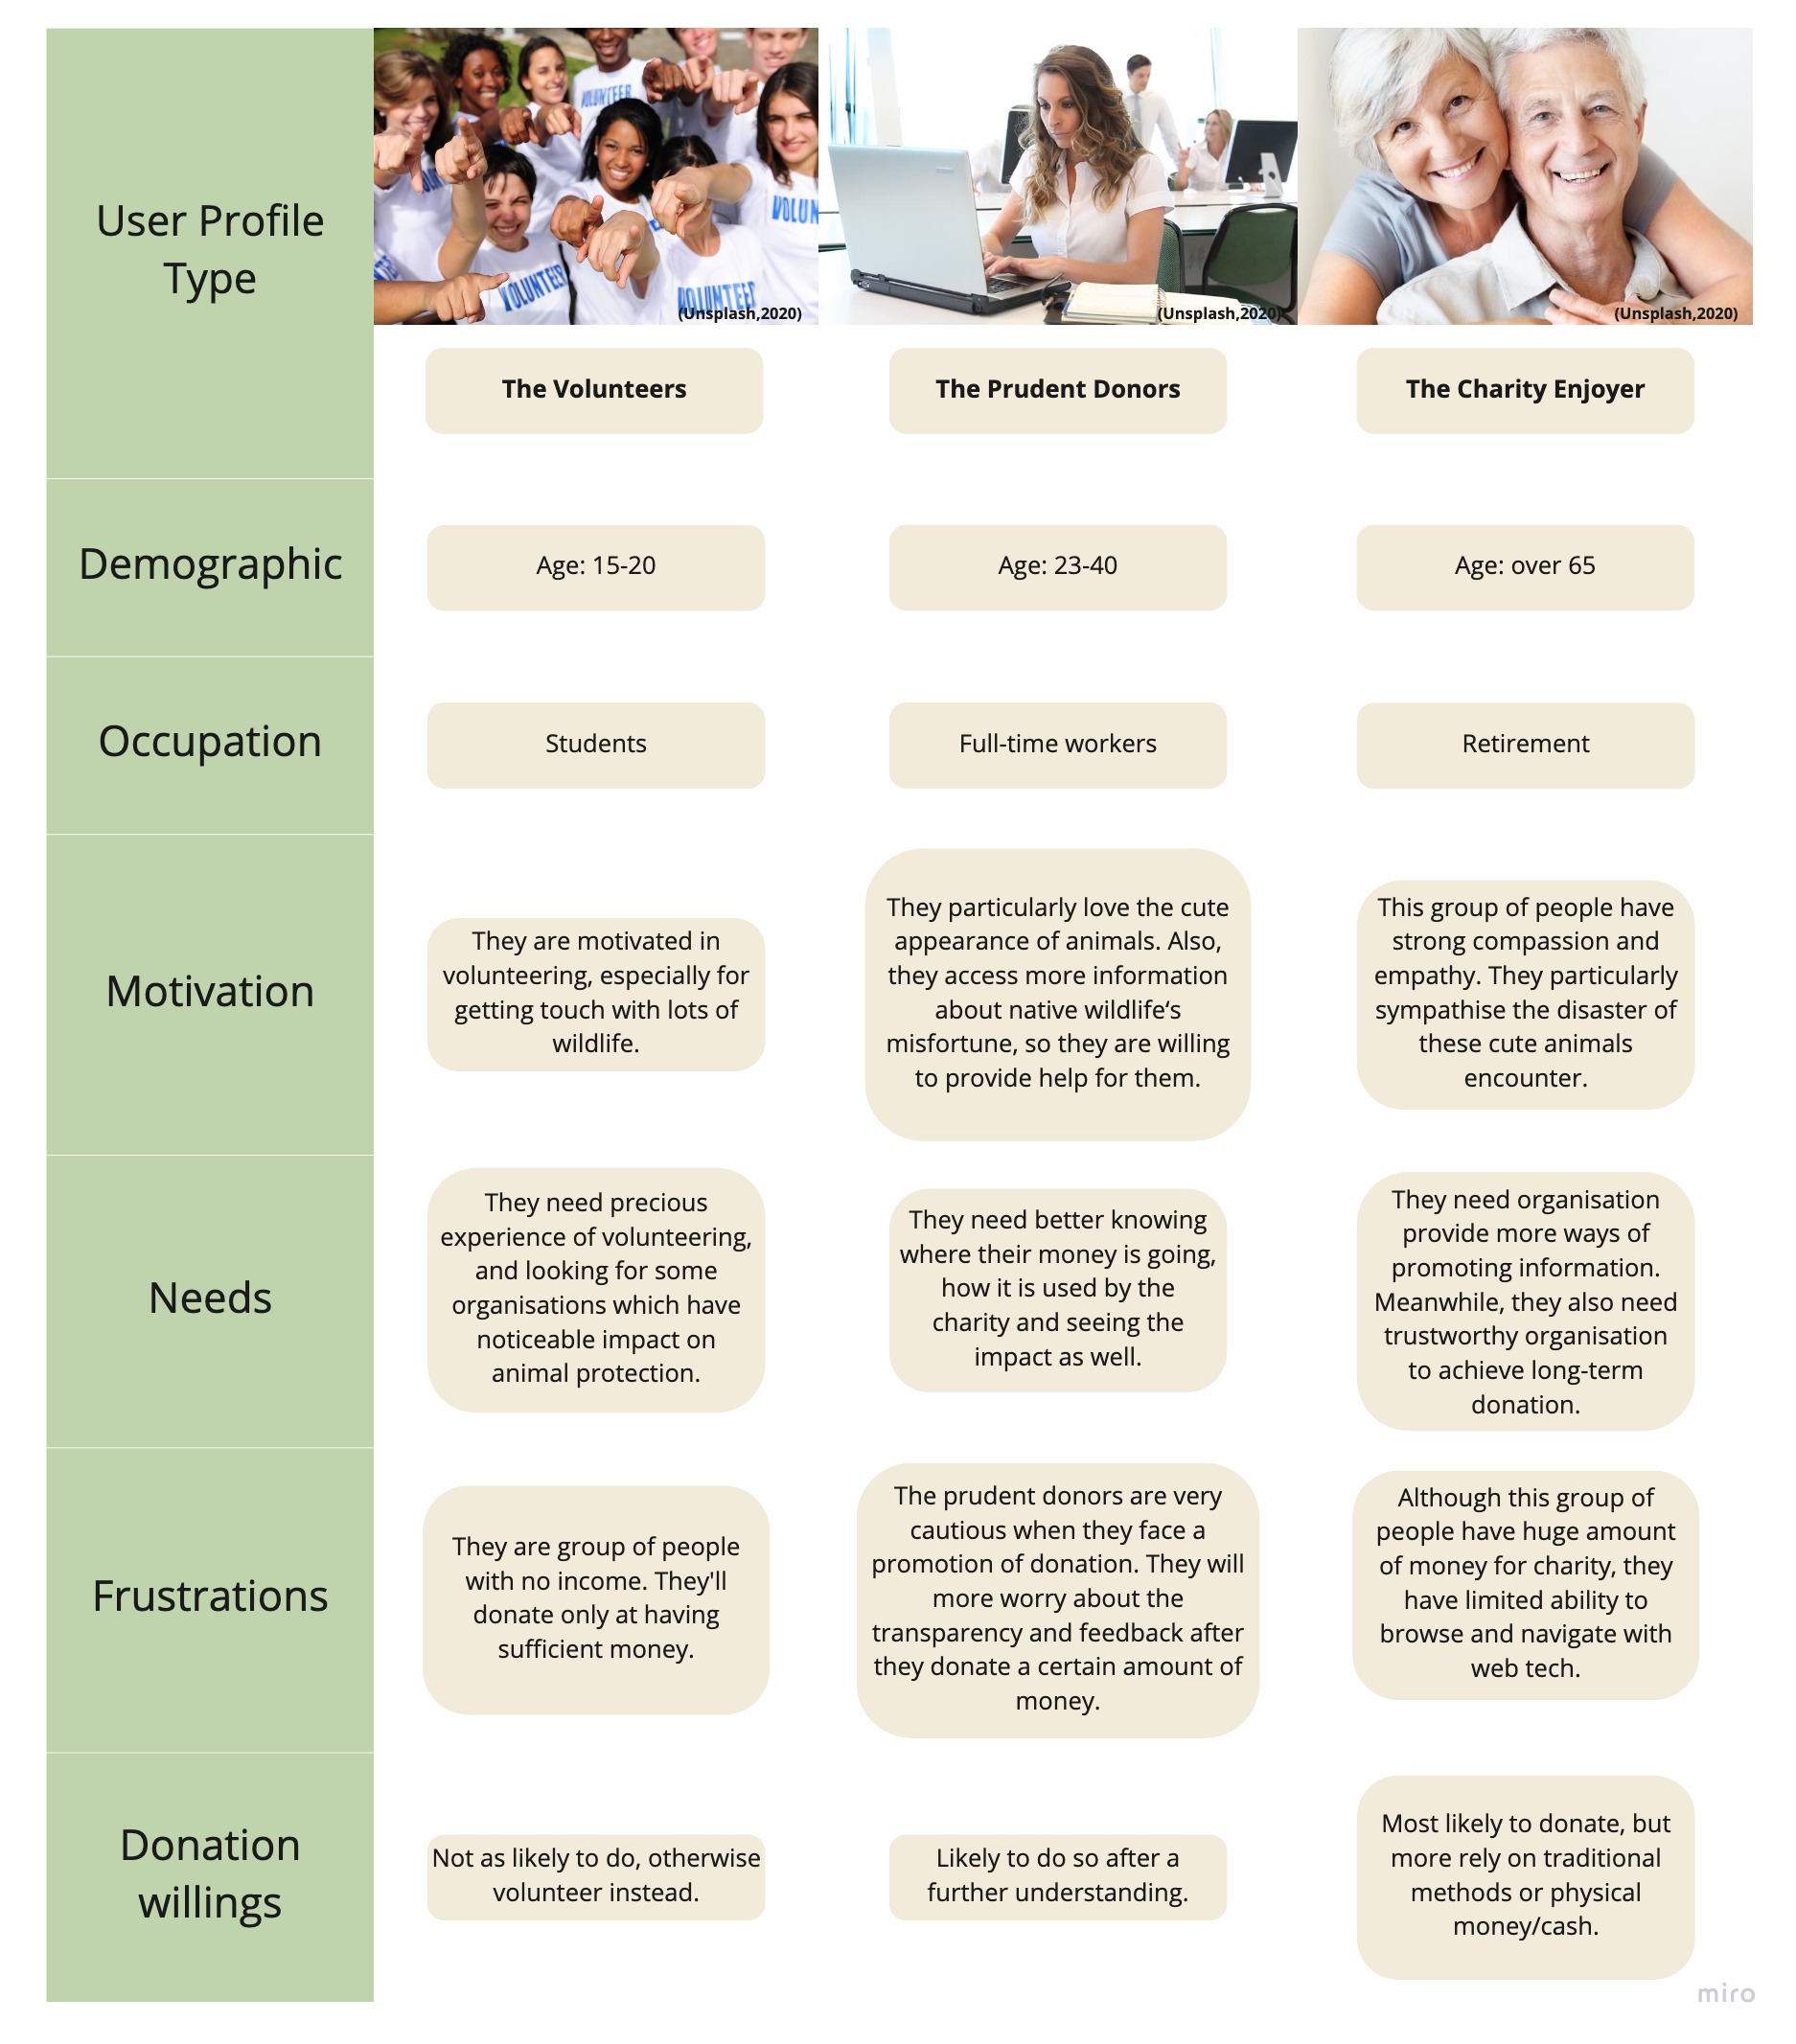 User Profile
Type
VOLUNTEER
VOLUN
VOLUNTEER
VOLUNTEER
(Unsplash,2020)
(Unsplash,2020)
(Unsplash,2020)
The Volunteers
The Prudent Donors
The Charity Enjoyer
Demographic
Age: 15-20
Age: 23-40
Age: over 65
Occupation
Students
Full-time workers
Retirement
Motivation
They are motivated in
volunteering, especially for
getting touch with lots of
wildlife.
They particularly love the cute
appearance of animals. Also,
they access more information
about native wildlife‘s
misfortune, so they are willing
to provide help for them.
This group of people have
strong compassion and
empathy. They particularly
sympathise the disaster of
these cute animals
encounter.
Needs
They need precious
experience of volunteering,
and looking for some
organisations which have
noticeable impact on
animal protection.
They need better knowing
where their money is going,
how it is used by the
charity and seeing the
impact as well.
They need organisation
provide more ways of
promoting information.
Meanwhile, they also need
trustworthy organisation
to achieve long-term
donation.
Frustrations
They are group of people
with no income. They'll
donate only at having
sufficient money.
The prudent donors are very
cautious when they face a
promotion of donation. They will
more worry about the
transparency and feedback after
they donate a certain amount of
money.
Although this group of
people have huge amount
of money for charity, they
have limited ability to
browse and navigate with
web tech.
Donation
willings
Not as likely to do, otherwise
volunteer instead.
Likely to do so after a
further understanding.
Most likely to donate, but
more rely on traditional
methods or physical
money/cash.
miro